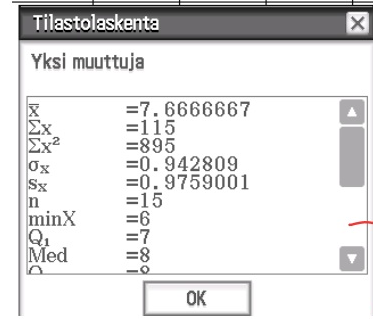 Tilastolaskenta
Yksi muuttuja
x̄ =7.6666667
Σx =115
Σx² =895
σx =0.942809
sx =0.9759001
n =15
minX =6
Q₁ =7
Med =8
OK